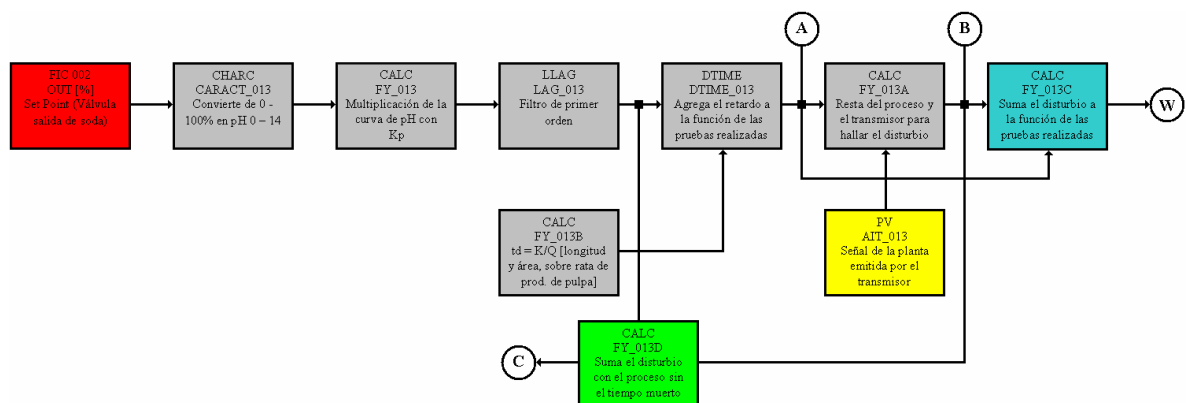 A
B
FIC 002
OUT [%]
Set Point (Válvula
salida de soda)
CHARC
CARACT_013
Convierte de 0 -
100% en pH 0 – 14
CALC
FY_013
Multiplicación de la
curva de pH con
Kp
LLAG
LAG_013
Filtro de primer
orden
DTIME
DTIME_013
Agrega el retardo a
la función de las
pruebas realizadas
CALC
FY_013A
Resta del proceso y
el transmisor para
hallar el disturbio
CALC
FY_013C
Suma el disturbio a
la función de las
pruebas realizadas
W
CALC
FY_013B
td = K/Q [longitud
y área, sobre rata de
prod. de pulpa]
PV
AIT_013
Señal de la planta
emitida por el
transmisor
C
CALC
FY_013D
Suma el disturbio
con el proceso sin
el tiempo muerto